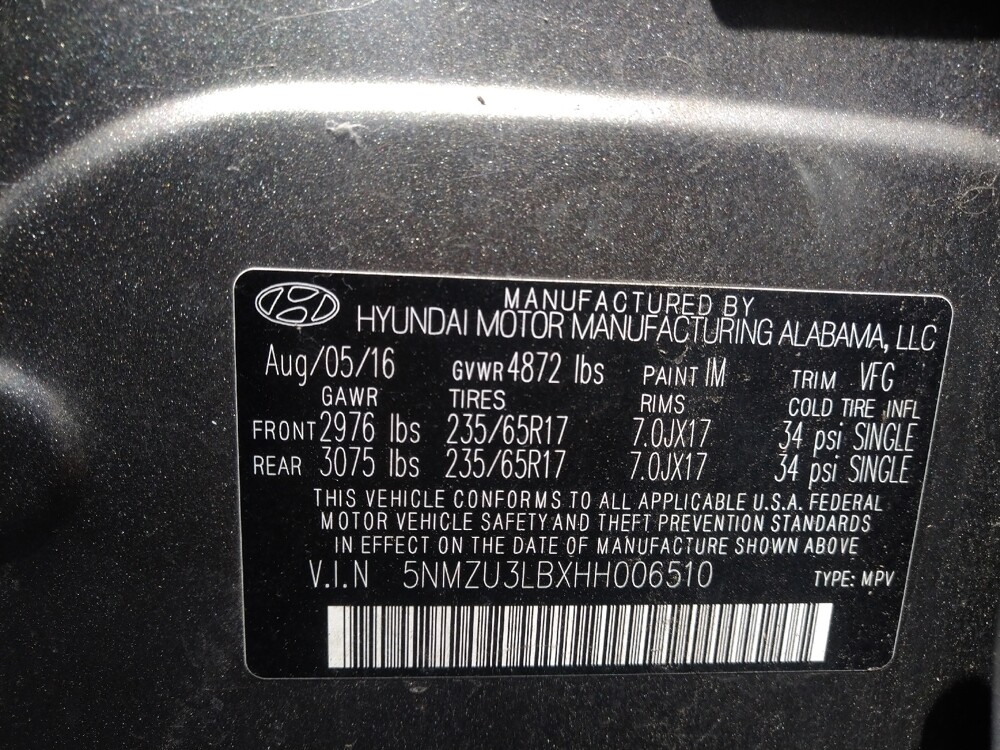 MANUFACTURED BY
HYUNDAI MOTOR MANUFACTURING ALABAMA, LLC
Aug/05/16 GVWR 4872 lbs PAINT IM TRIM VFG
GAWR TIRES RIMS COLD TIRE INFL
FRONT 2976 lbs 235/65R17 7.0JX17 34 psi SINGLE
REAR 3075 lbs 235/65R17 7.0JX17 34 psi SINGLE
THIS VEHICLE CONFORMS TO ALL APPLICABLE U.S.A. FEDERAL
MOTOR VEHICLE SAFETY AND THEFT PREVENTION STANDARDS
IN EFFECT ON THE DATE OF MANUFACTURE SHOWN ABOVE
V.I.N 5NMZU3LBXHH006510 TYPE: MPV